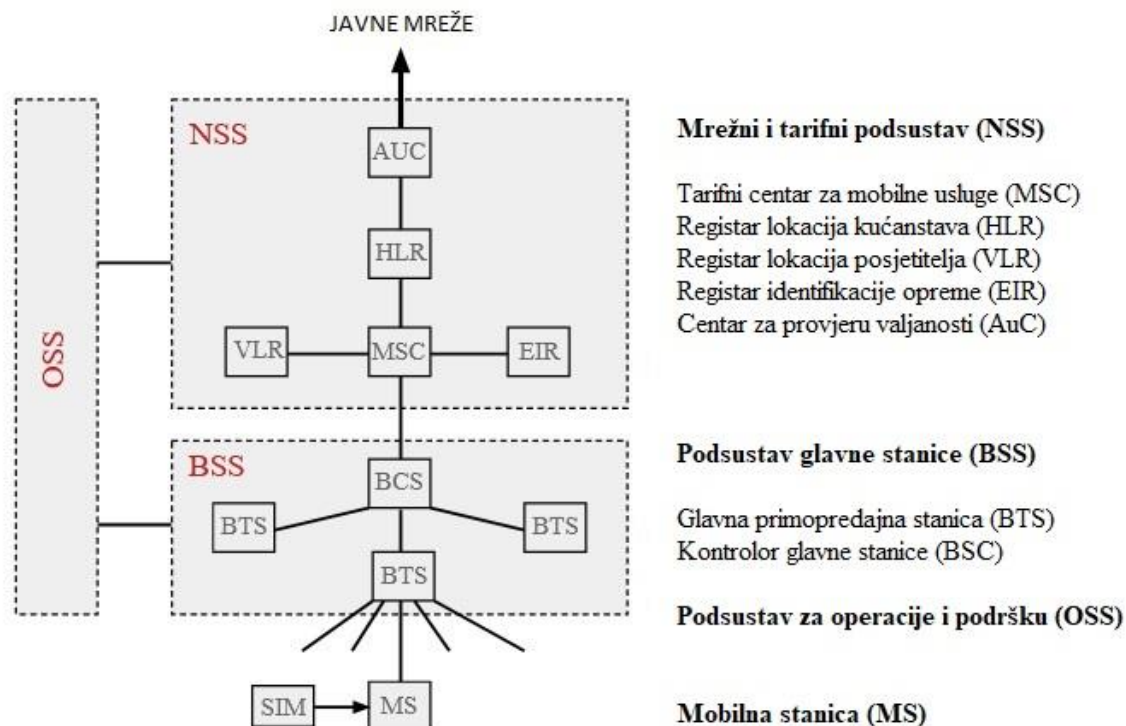 JAVNE MREŽE
NSS
AUC
HLR
VLR
MSC
EIR
OSS
BSS
BCS
BTS
BTS
BTS
SIM
MS
Mrežni i tarifni podsustav (NSS)
Tarifni centar za mobilne usluge (MSC)
Registar lokacija kućanstava (HLR)
Registar lokacija posjetitelja (VLR)
Registar identifikacije opreme (EIR)
Centar za provjeru valjanosti (AuC)
Podsustav glavne stanice (BSS)
Glavna primopredajna stanica (BTS)
Kontrolor glavne stanice (BSC)
Podsustav za operacije i podršku (OSS)
Mobilna stanica (MS)